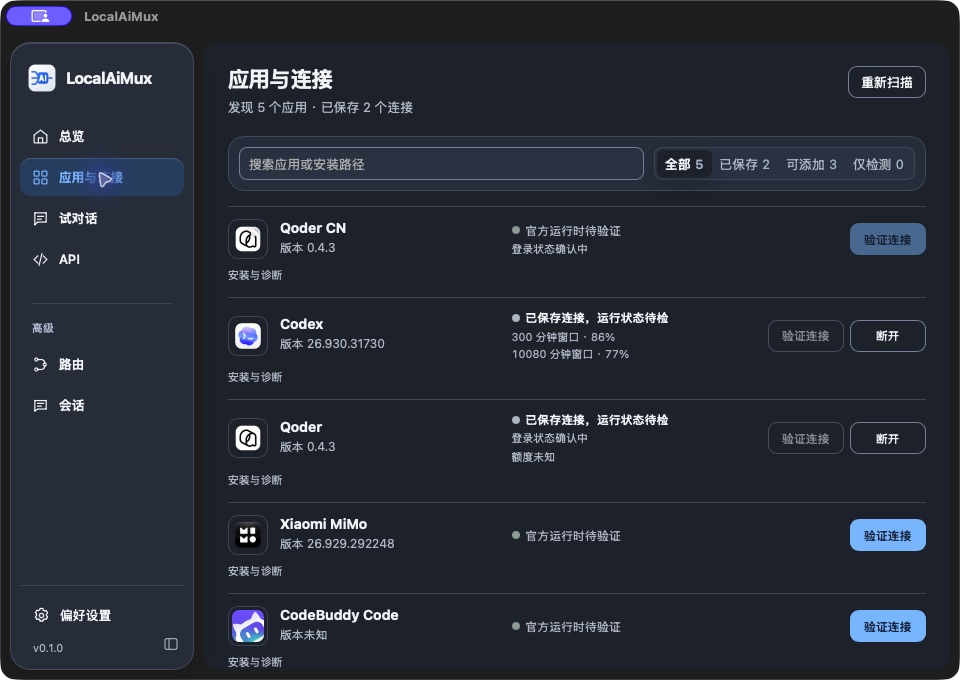 LocalAiMux
LocalAiMux
总览
应用与连接
试对话
API
高级
路由
会话
偏好设置
v0.1.0
应用与连接
发现 5 个应用 · 已保存 2 个连接
重新扫描
搜索应用或安装路径
全部 5 已保存 2 可添加 3 仅检测 0
Qoder CN
版本 0.4.3
官方运行时待验证
登录状态确认中
验证连接
安装与诊断
Codex
版本 26.930.31730
已保存连接，运行状态待检
300 分钟窗口 · 86%
10080 分钟窗口 · 77%
验证连接
断开
安装与诊断
Qoder
版本 0.4.3
已保存连接，运行状态待检
登录状态确认中
额度未知
验证连接
断开
安装与诊断
Xiaomi MiMo
版本 26.929.292248
官方运行时待验证
验证连接
安装与诊断
CodeBuddy Code
版本未知
官方运行时待验证
验证连接
安装与诊断